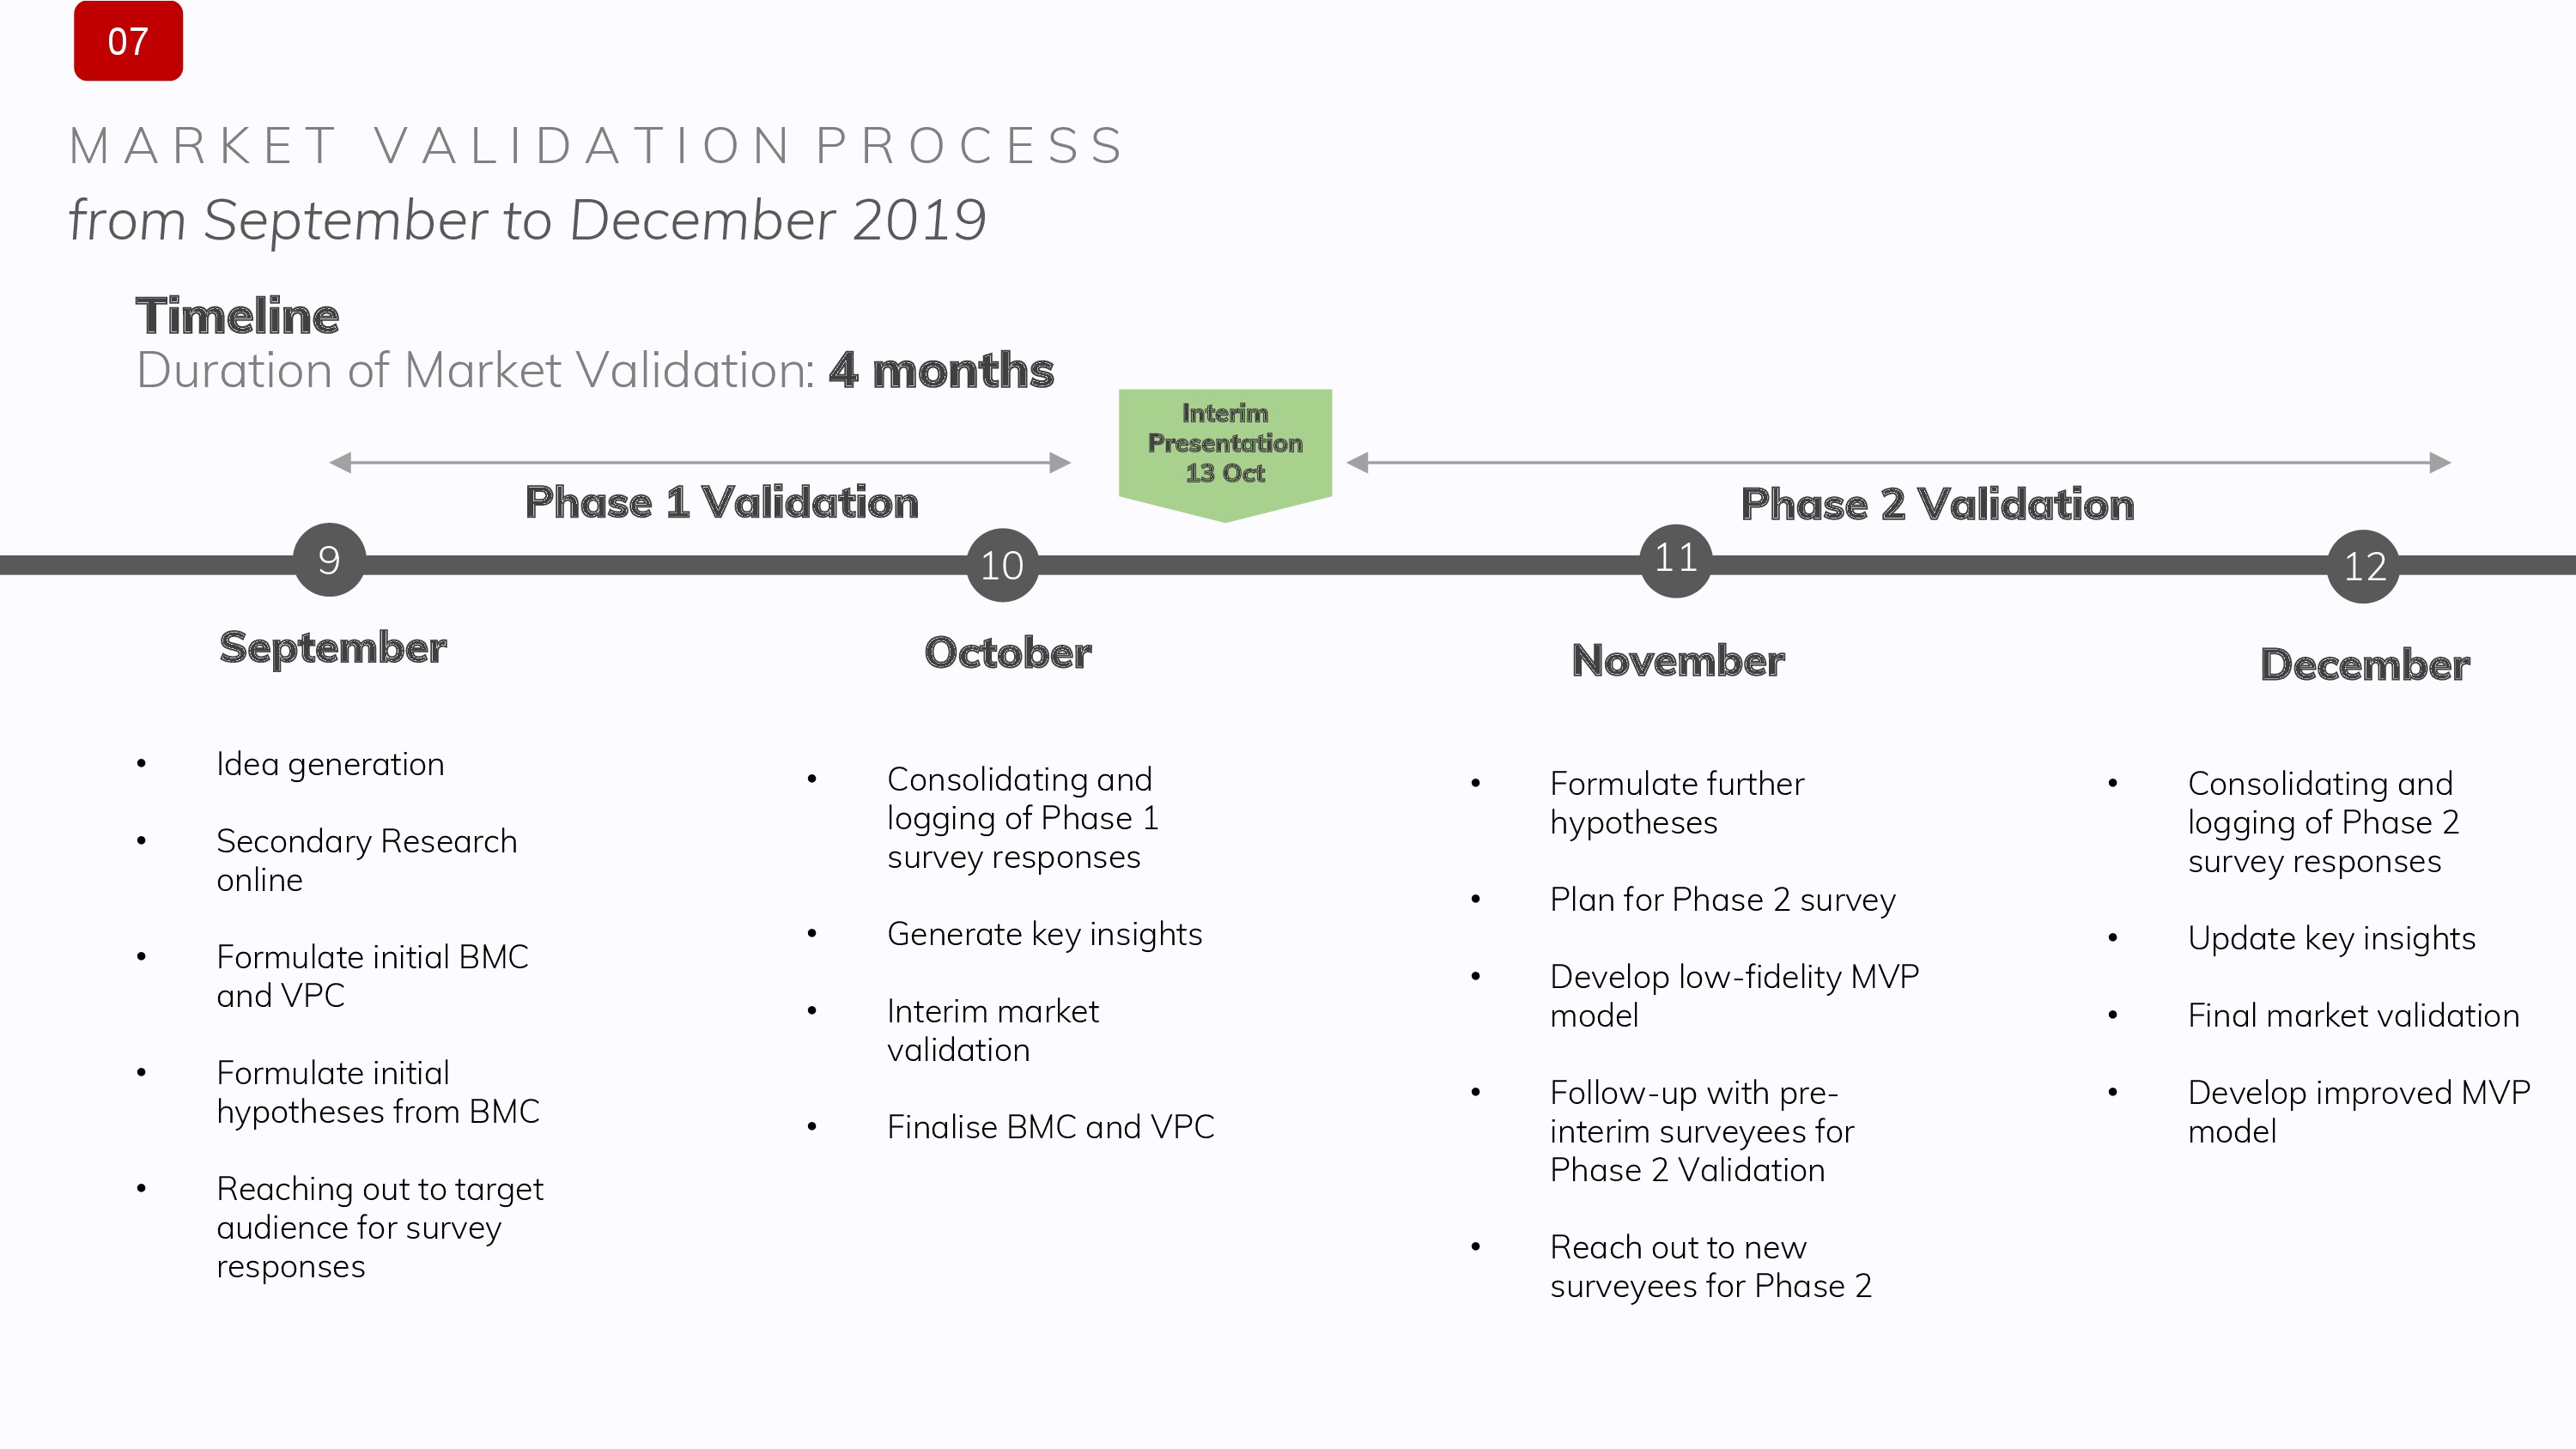 07
MARKET VALIDATION PROCESS
from September to December 2019
Timeline
Duration of Market Validation: 4 months
Interim
Presentation
13 Oct
Phase 1 Validation
Phase 2 Validation
9
10
11
12
September
October
November
December
• Idea generation
• Secondary Research
online
• Formulate initial BMC
and VPC
• Formulate initial
hypotheses from BMC
• Reaching out to target
audience for survey
responses
• Consolidating and
logging of Phase 1
survey responses
• Generate key insights
• Interim market
validation
• Finalise BMC and VPC
• Formulate further
hypotheses
• Plan for Phase 2 survey
• Develop low-fidelity MVP
model
• Follow-up with pre-
interim surveyees for
Phase 2 Validation
• Reach out to new
surveyees for Phase 2
• Consolidating and
logging of Phase 2
survey responses
• Update key insights
• Final market validation
• Develop improved MVP
model